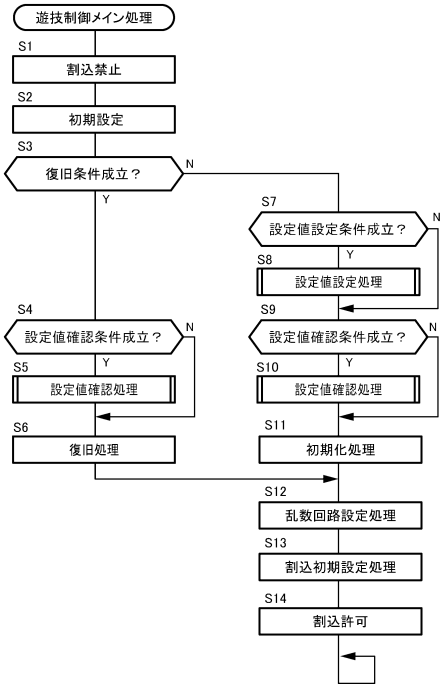 遊技制御メイン処理
S1
割込禁止
S2
初期設定
S3
復旧条件成立？
N
Y
S7
設定値設定条件成立？
N
Y
S8
設定値設定処理
S4
設定値確認条件成立？
N
Y
S5
設定値確認処理
S6
復旧処理
S9
設定値確認条件成立？
N
Y
S10
設定値確認処理
S11
初期化処理
S12
乱数回路設定処理
S13
割込初期設定処理
S14
割込許可